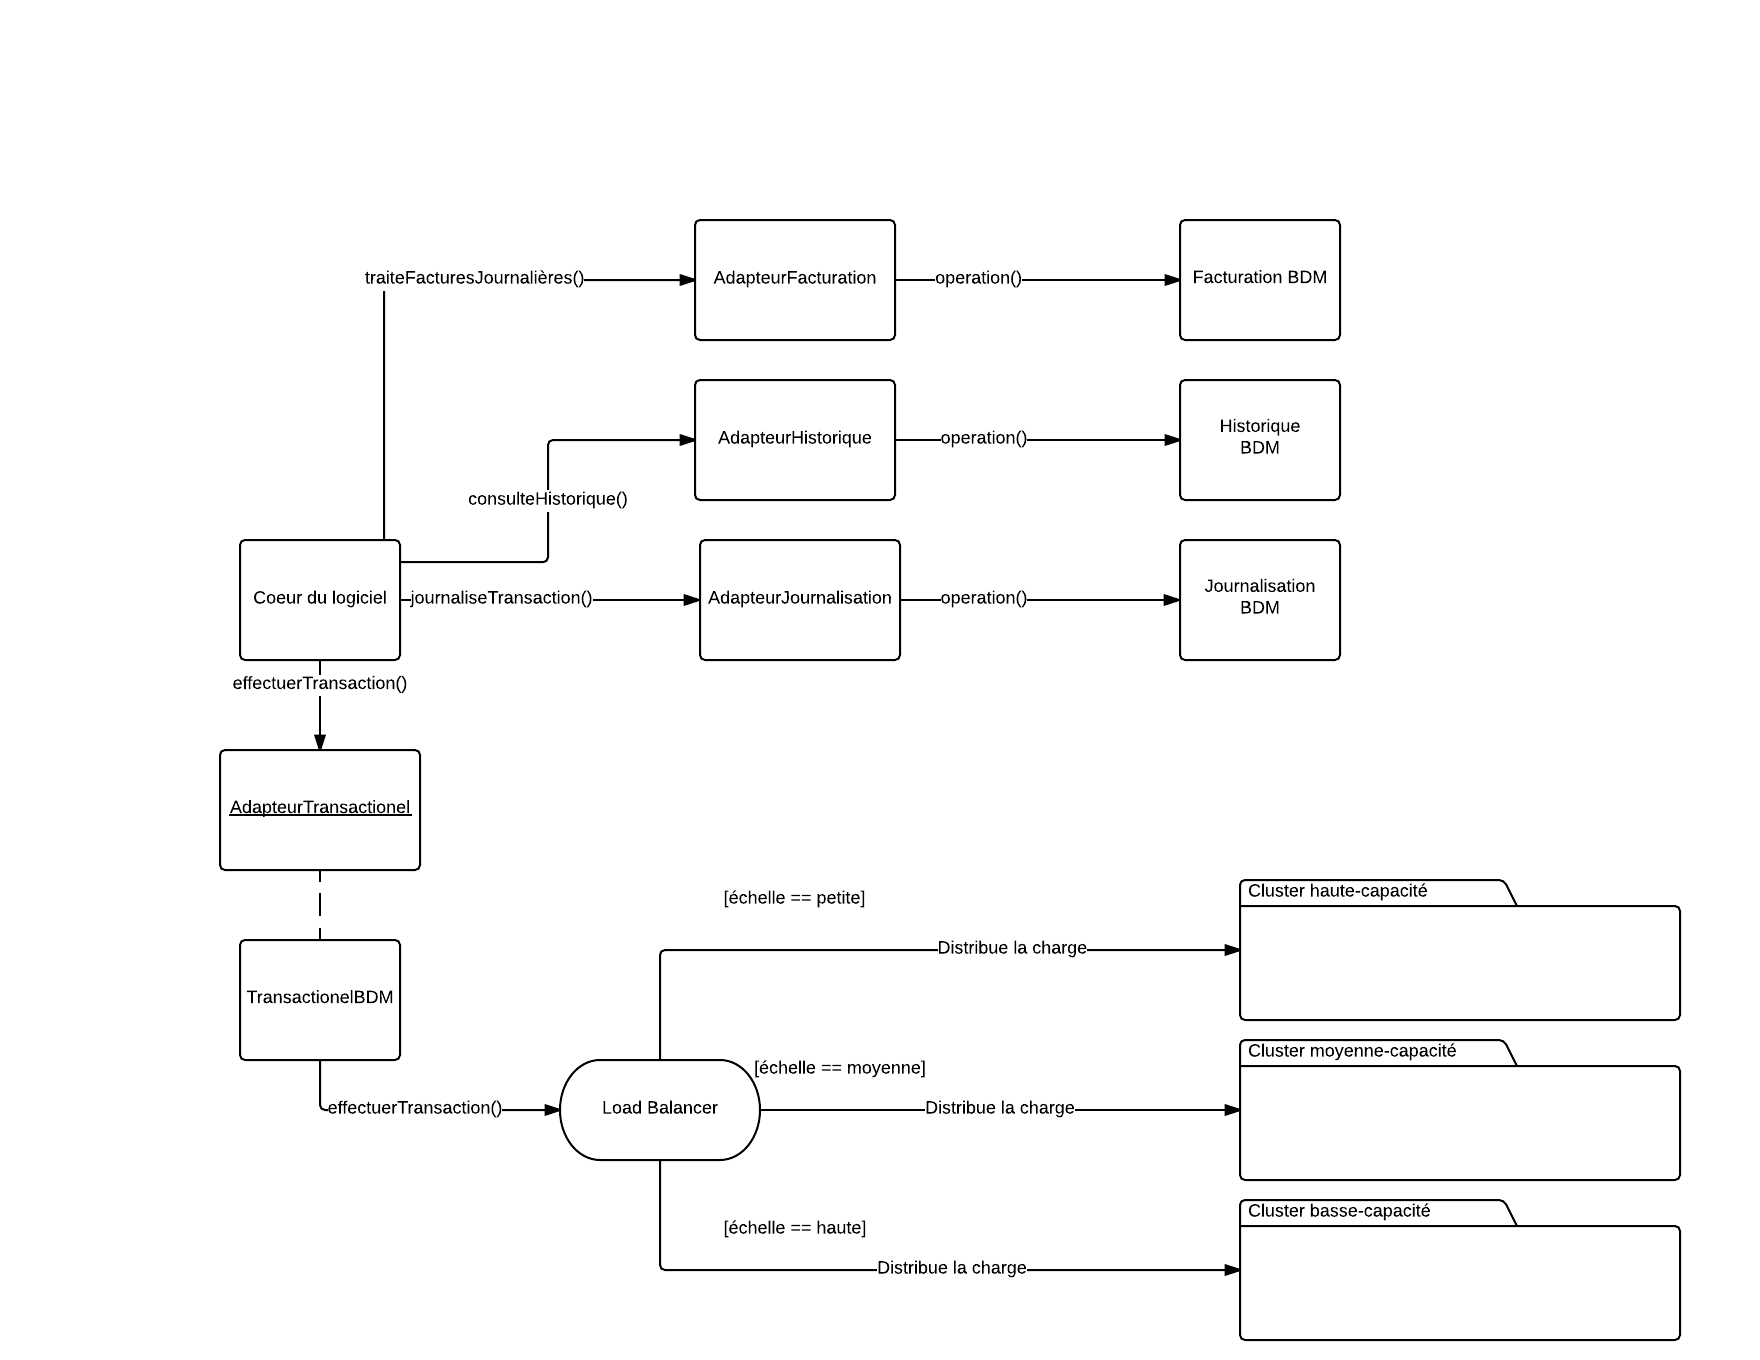 traiteFacturesJournalières()
AdapteurFacturation
operation()
Facturation BDM
consulteHistorique()
AdapteurHistorique
operation()
Historique
BDM
Coeur du logiciel
journaliseTransaction()
AdapteurJournalisation
operation()
Journalisation
BDM
effectuerTransaction()
AdapteurTransactionel
TransactionelBDM
effectuerTransaction()
Load Balancer
[échelle == petite]
Distribue la charge
Cluster haute-capacité
[échelle == moyenne]
Distribue la charge
Cluster moyenne-capacité
[échelle == haute]
Distribue la charge
Cluster basse-capacité